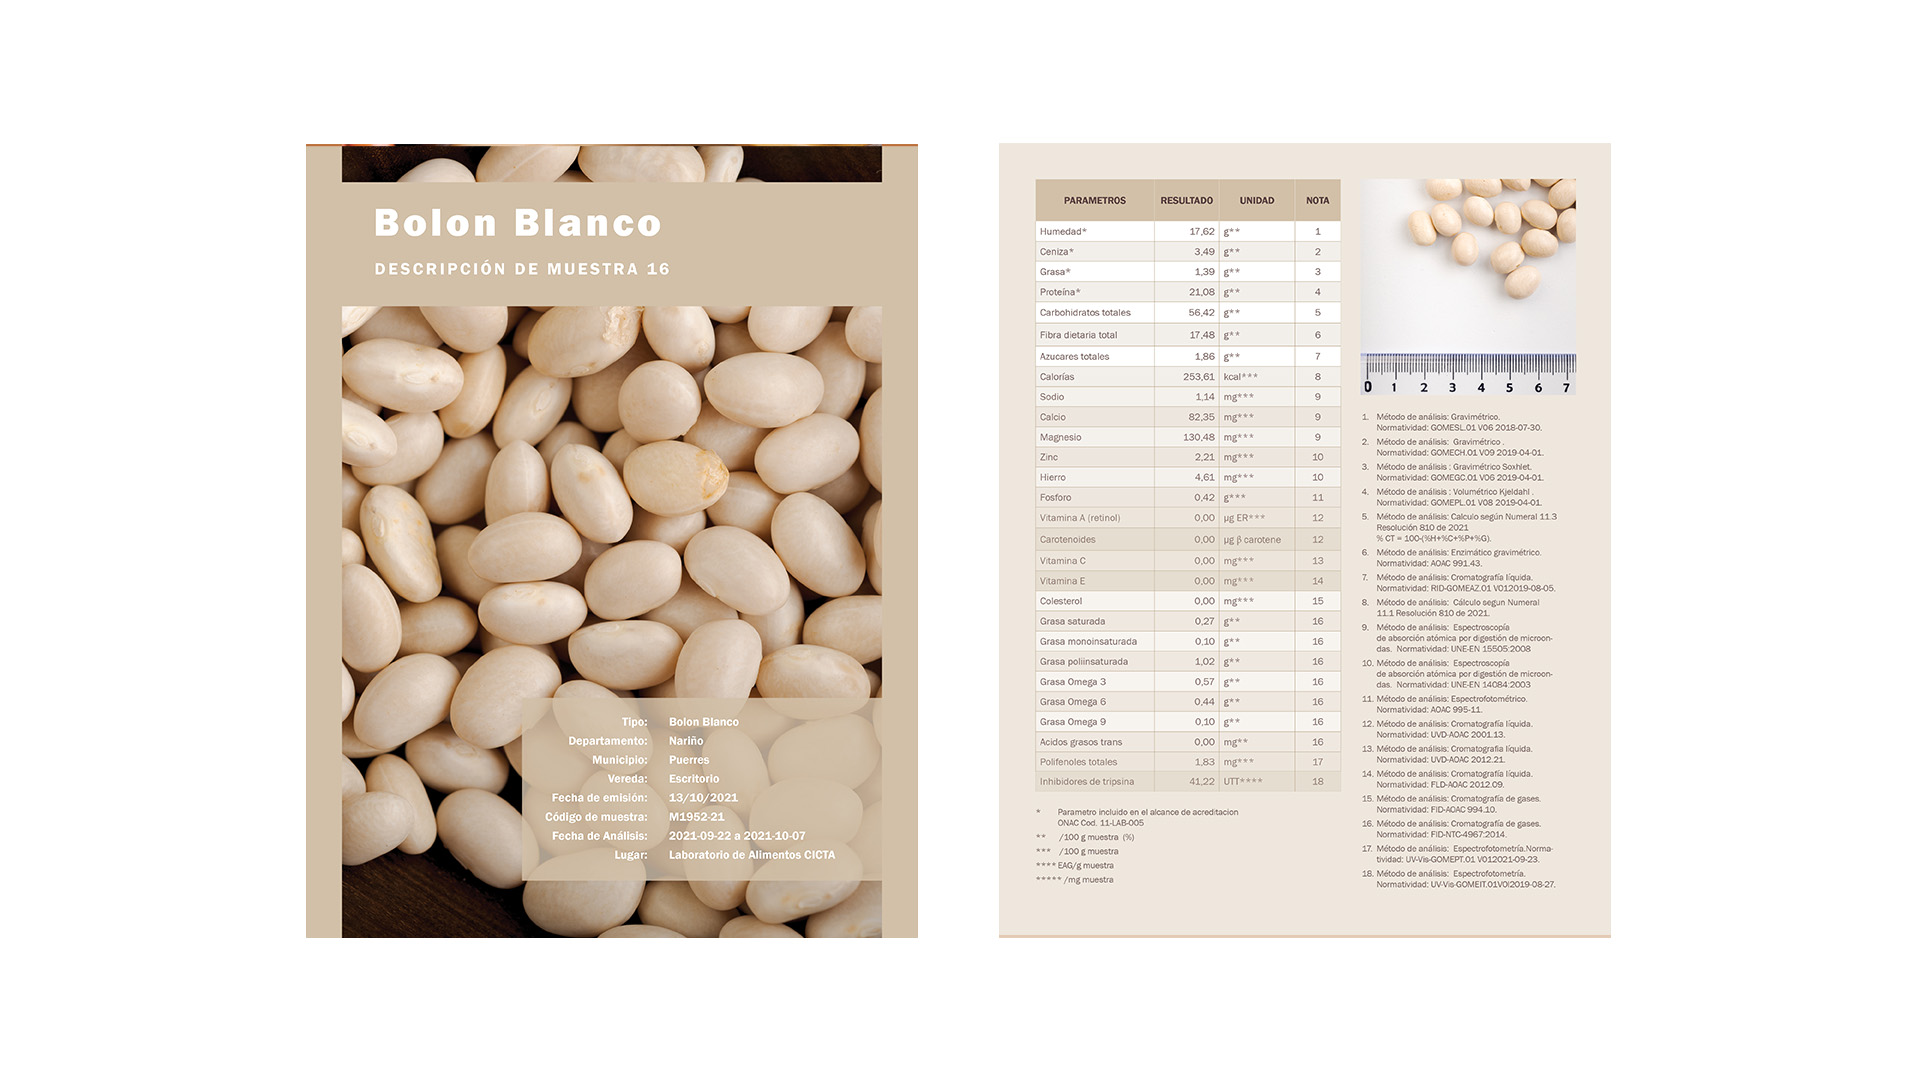 Bolon Blanco
DESCRIPCIÓN DE MUESTRA 16
Tipo: Bolon Blanco
Departamento: Nariño
Municipio: Puerres
Vereda: Escritorio
Fecha de emisión: 13/10/2021
Código de muestra: M1952-21
Fecha de Análisis: 2021-09-22 a 2021-10-07
Lugar: Laboratorio de Alimentos CICTA
PARAMETROS RESULTADO UNIDAD NOTA
Humedad* 17,62 g** 1
Ceniza* 3,49 g** 2
Grasa* 1,39 g** 3
Proteína* 21,08 g** 4
Carbohidratos totales 56,42 g** 5
Fibra dietaria total 17,48 g** 6
Azucares totales 1,86 g** 7
Calorías 253,61 kcal*** 8
Sodio 1,14 mg*** 9
Calcio 82,35 mg*** 9
Magnesio 130,48 mg*** 9
Zinc 2,21 mg*** 10
Hierro 4,61 mg*** 10
Fosforo 0,42 g*** 11
Vitamina A (retinol) 0,00 µg ER*** 12
Carotenoides 0,00 µg β carotene 12
Vitamina C 0,00 mg*** 13
Vitamina E 0,00 mg*** 14
Colesterol 0,00 mg*** 15
Grasa saturada 0,27 g** 16
Grasa monoinsaturada 0,10 g** 16
Grasa poliinsaturada 1,02 g** 16
Grasa Omega 3 0,57 g** 16
Grasa Omega 6 0,44 g** 16
Grasa Omega 9 0,10 g** 16
Acidos grasos trans 0,00 mg** 16
Polifenoles totales 1,83 mg*** 17
Inhibidores de tripsina 41,22 UTT**** 18
* Parametro incluido en el alcance de acreditacion
ONAC Cod. 11-LAB-005
** /100 g muestra (%)
*** /100 g muestra
**** EAG/g muestra
***** /mg muestra
0 1 2 3 4 5 6 7
1. Método de análisis: Gravimétrico.
Normatividad: GOMESL.01 V06 2018-07-30.
2. Método de análisis: Gravimétrico .
Normatividad: GOMECH.01 V09 2019-04-01.
3. Método de análisis : Gravimétrico Soxhlet.
Normatividad: GOMEGC.01 V06 2019-04-01.
4. Método de análisis : Volumétrico Kjeldahl .
Normatividad: GOMEPL.01 V08 2019-04-01.
5. Método de análisis: Calculo según Numeral 11.3
Resolución 810 de 2021
% CT = 100-(%H+%C+%P+%G).
6. Método de análisis: Enzimático gravimétrico.
Normatividad: AOAC 991.43.
7. Método de análisis: Cromatografía líquida.
Normatividad: RID-GOMEAZ.01 V012019-08-05.
8. Método de análisis: Cálculo segun Numeral
11.1 Resolución 810 de 2021.
9. Método de análisis: Espectroscopía
de absorción atómica por digestión de microon-
das. Normatividad: UNE-EN 15505:2008
10. Método de análisis: Espectroscopía
de absorción atómica por digestión de microon-
das. Normatividad: UNE-EN 14084:2003
11. Método de análisis: Espectrofotométrico.
Normatividad: AOAC 995-11.
12. Método de análisis: Cromatografía líquida.
Normatividad: UVD-AOAC 2001.13.
13. Método de análisis: Cromatografia líquida.
Normatividad: UVD-AOAC 2012.21.
14. Método de análisis: Cromatografía líquida.
Normatividad: FLD-AOAC 2012.09.
15. Método de análisis: Cromatografía de gases.
Normatividad: FID-AOAC 994.10.
16. Método de análisis: Cromatografía de gases.
Normatividad: FID-NTC-4967:2014.
17. Método de análisis: Espectrofotometría.Norma-
tividad: UV-Vis-GOMEPT.01 V012021-09-23.
18. Método de análisis: Espectrofotometría.
Normatividad: UV-Vis-GOMEIT.01V0I2019-08-27.